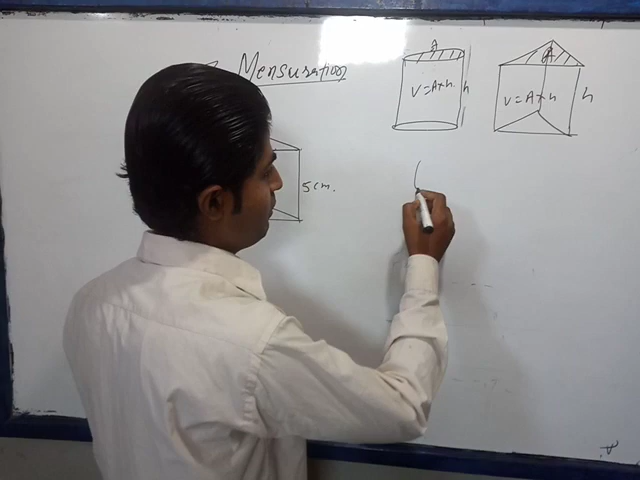 Mensuration
A
V=A×h.
h
A
V=A×h
h
5cm.